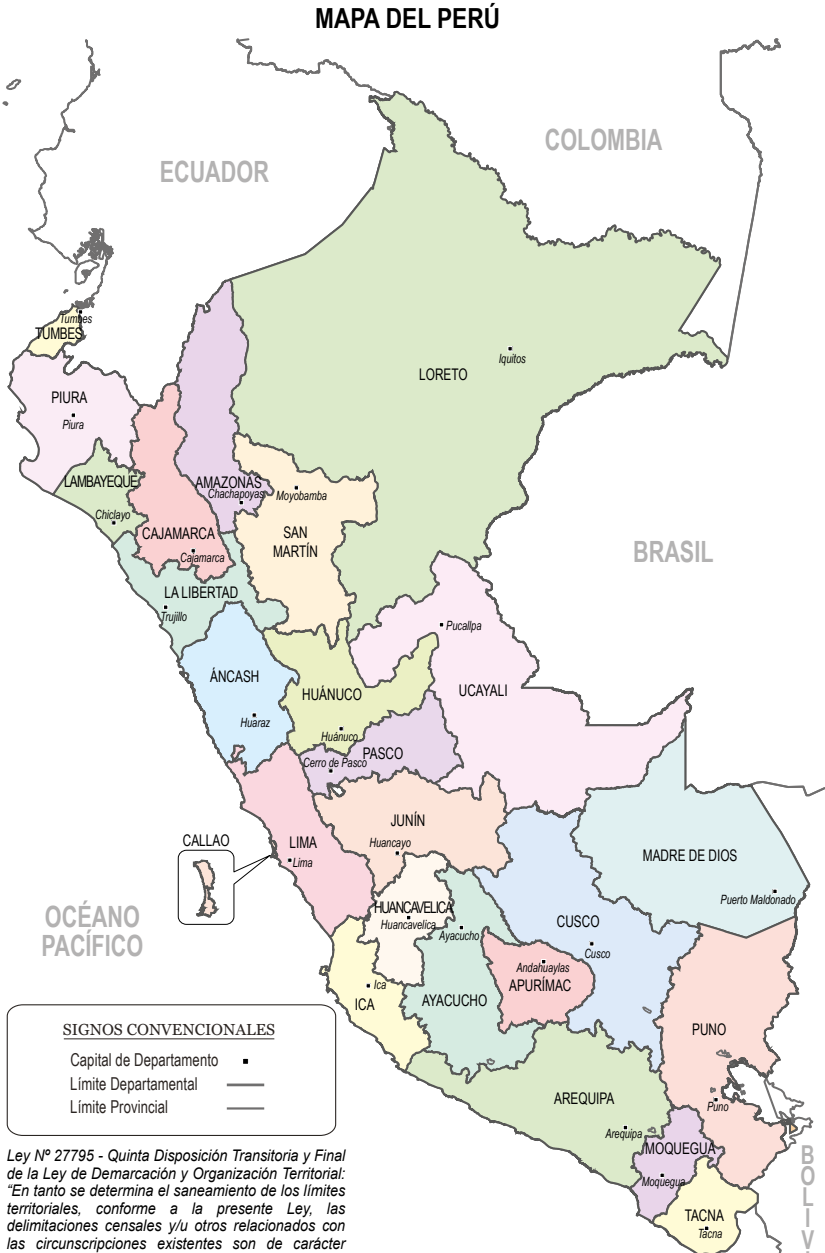 MAPA DEL PERÚ
COLOMBIA
ECUADOR
Tumbes
TUMBES
LORETO
Iquitos
PIURA
Piura
LAMBAYEQUE
Chiclayo
AMAZONAS
Chachapoyas
Moyobamba
CAJAMARCA
Cajamarca
SAN
MARTÍN
BRASIL
LA LIBERTAD
Trujillo
Pucallpa
ÁNCASH
Huaraz
HUÁNUCO
Huánuco
UCAYALI
PASCO
Cerro de Pasco
JUNÍN
Huancayo
CALLAO
LIMA
Lima
MADRE DE DIOS
Puerto Maldonado
OCÉANO
PACÍFICO
HUANCAVELICA
Huancavelica
Ayacucho
CUSCO
Cusco
Andahuaylas
APURÍMAC
Ica
ICA
AYACUCHO
PUNO
Puno
AREQUIPA
Arequipa
MOQUEGUA
Moquegua
TACNA
Tacna
BOLIV
SIGNOS CONVENCIONALES
Capital de Departamento
Límite Departamental
Límite Provincial
Ley Nº 27795 - Quinta Disposición Transitoria y Final
de la Ley de Demarcación y Organización Territorial:
“En tanto se determina el saneamiento de los límites
territoriales, conforme a la presente Ley, las
delimitaciones censales y/u otros relacionados con
las circunscripciones existentes son de carácter